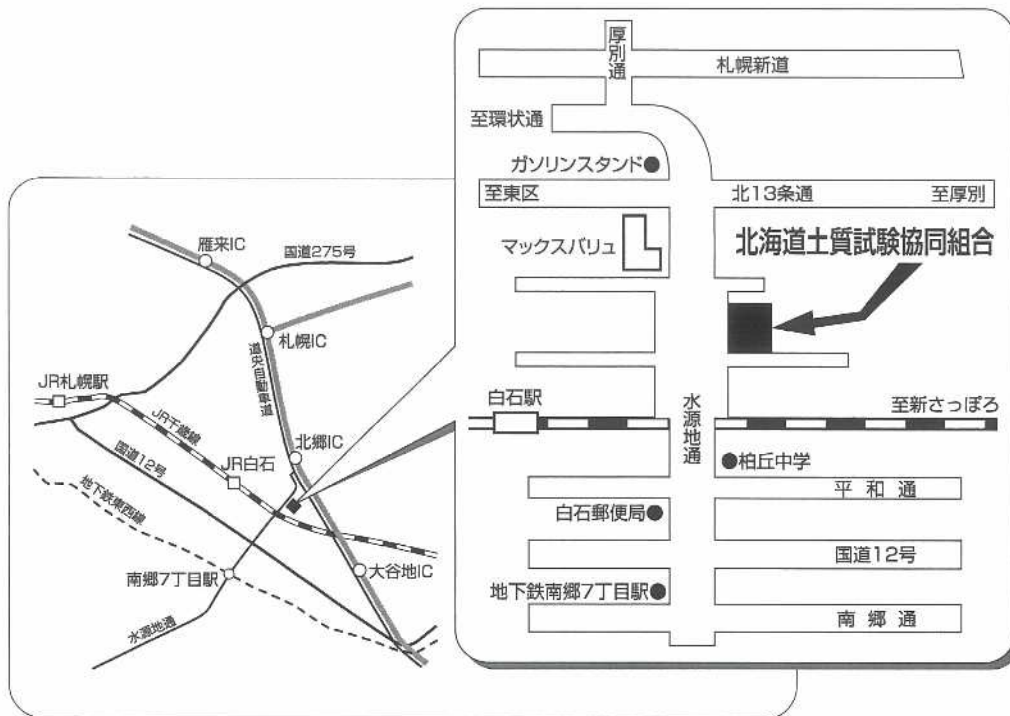 厚別通
札幌新道
至環状通
ガソリンスタンド
至東区
北13条通
至厚別
マックスバリュ
北海道土質試験協同組合
白石駅
水源地通
至新さっぽろ
柏丘中学
平和通
白石郵便局
国道12号
地下鉄南郷7丁目駅
南郷通
雁来IC
国道275号
札幌IC
道央自動車道
JR札幌駅
JR千歳線
北郷IC
国道12号
JR白石
地下鉄東西線
大谷地IC
南郷7丁目駅
水源地通